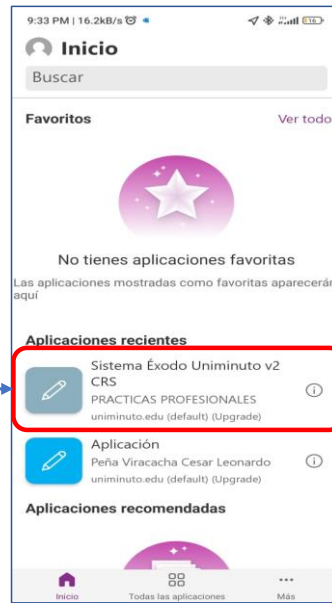 9:33 PM | 16.2kB/s
Inicio
Buscar
Favoritos Ver todo
No tienes aplicaciones favoritas
Las aplicaciones mostradas como favoritas aparecerán
aquí
Aplicaciones recientes
Sistema Éxodo Uniminuto v2
CRS
PRACTICAS PROFESIONALES
uniminuto.edu (default) (Upgrade)
Aplicación
Peña Viracacha Cesar Leonardo
uniminuto.edu (default) (Upgrade)
Aplicaciones recomendadas
Inicio Todas las aplicaciones Más